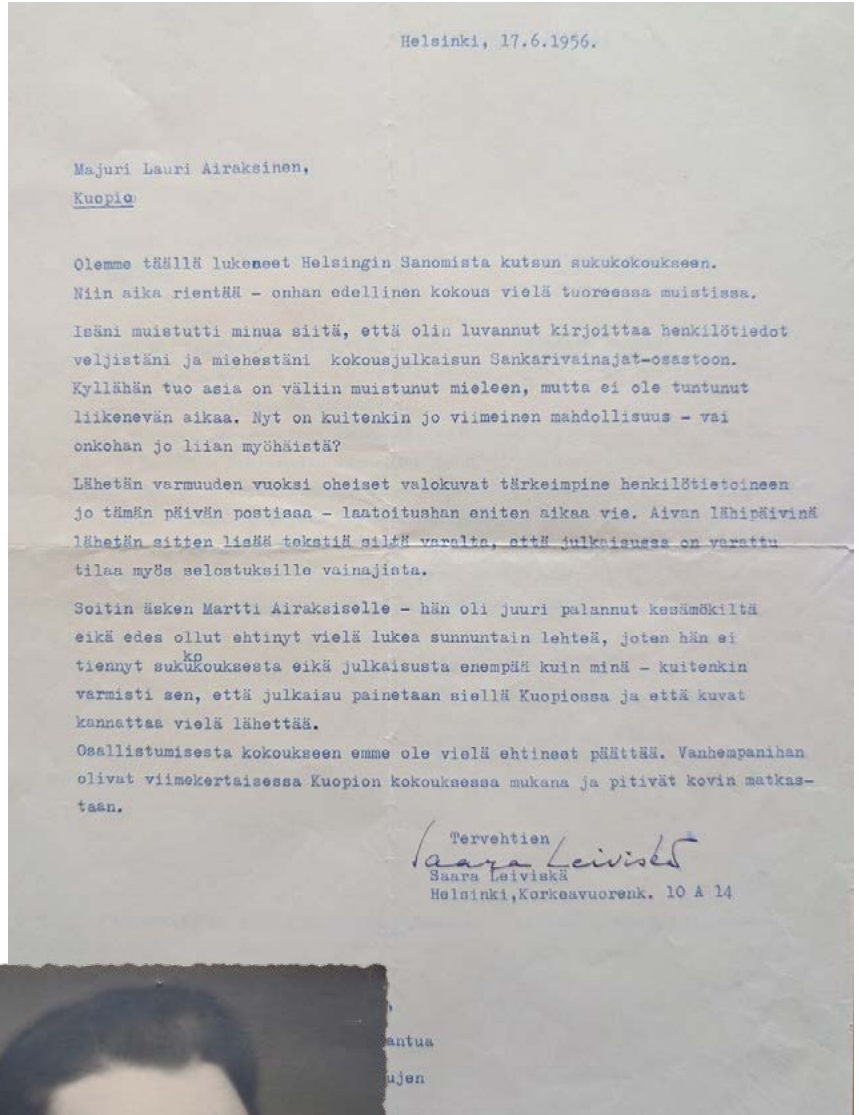 Helsinki, 17.6.1956.
Majuri Lauri Airaksinen,
Kuopio
Olemme täällä lukeneet Helsingin Sanomista kutsun sukukokoukseen.
Niin aika rientää - onhan edellinen kokous vielä tuoreessa muistissa.
Isäni muistutti minua siitä, että olin luvannut kirjoittaa henkilötiedot
veljistäni ja miehestäni kokousjulkaisun Sankarivainajat-osastoon.
Kyllähän tuo asia on väliin muistunut mieleen, mutta ei ole tuntunut
liikenevän aikaa. Nyt on kuitenkin jo viimeinen mahdollisuus - vai
onkohan jo liian myöhäistä?
Lähetän varmuuden vuoksi oheiset valokuvat tärkeimpine henkilötietoineen
jo tämän päivän postissa - laatoitushan eniten aikaa vie. Aivan lähipäivinä
lähetän sitten lisää tekstiä siltä varalta, että julkaisussa on varattu
tilaa myös selostuksille vainajista.
Soitin äsken Martti Airaksiselle - hän oli juuri palannut kesämökiltä
eikä edes ollut ehtinyt vielä lukea sunnuntain lehteä, joten hän ei
ko
tiennyt sukukouksesta eikä julkaisusta enempää kuin minä - kuitenkin
varmisti sen, että julkaisu painetaan siellä Kuopiossa ja että kuvat
kannattaa vielä lähettää.
Osallistumisesta kokoukseen emme ole vielä ehtineet päättää. Vanhempanihan
olivat viimekertaisessa Kuopion kokouksessa mukana ja pitivät kovin matkas-
taan.
Tervehtien
Saara Leiviskä
Saara Leiviskä
Helsinki,Korkeavuorenk. 10 A 14
antua
ujen